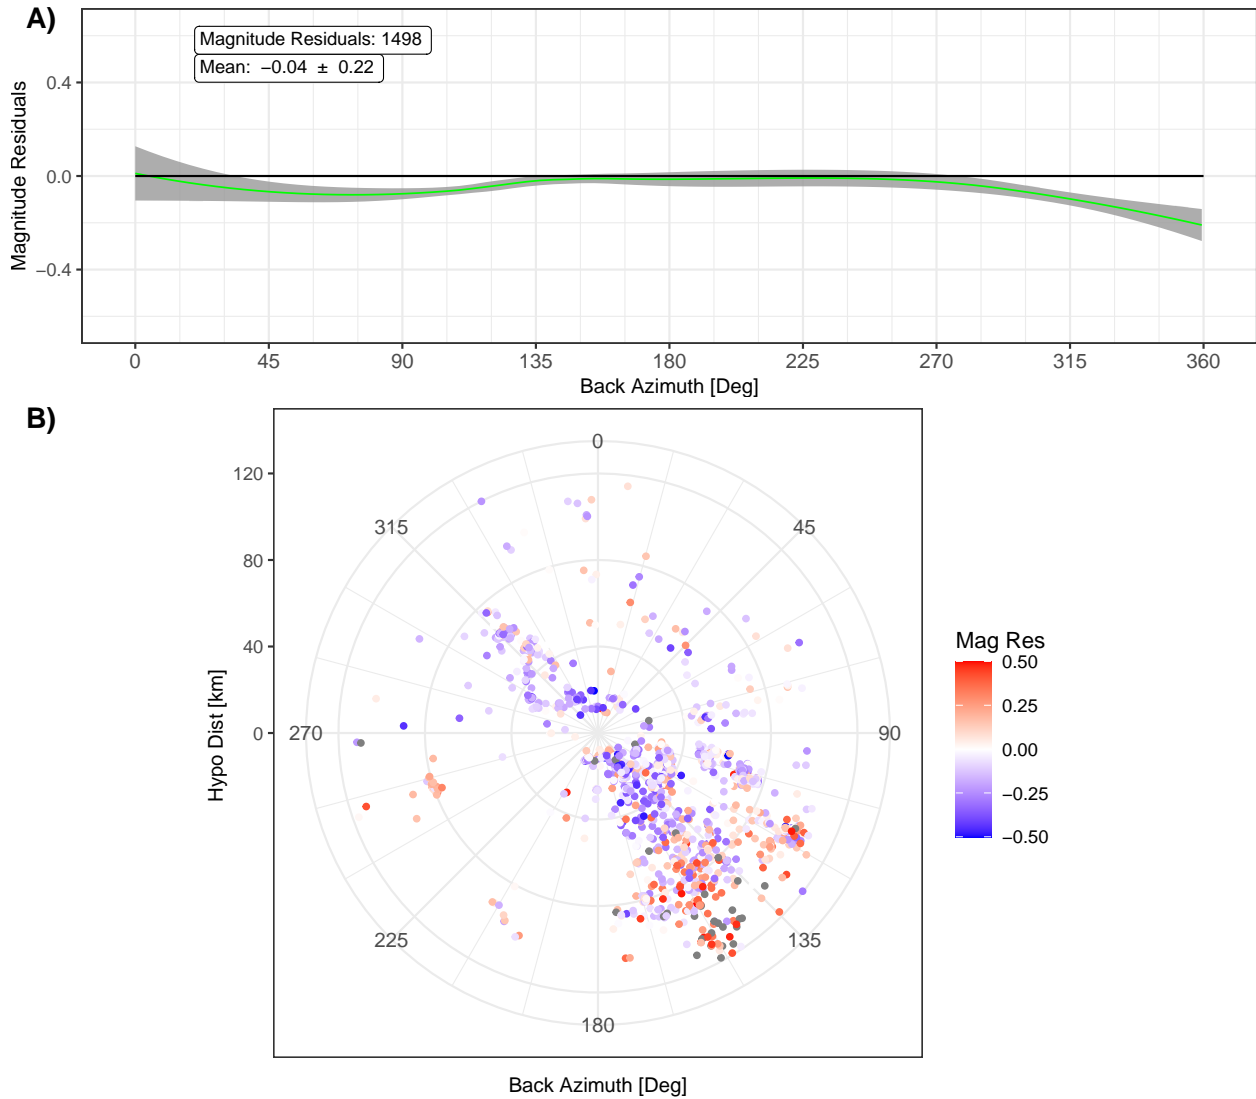 A)
Magnitude Residuals: 1498
Mean: −0.04 ± 0.22
Magnitude Residuals
0.4
0.0
−0.4
0 45 90 135 180 225 270 315 360
Back Azimuth [Deg]
B)
Hypo Dist [km]
120
80
40
0
0
45
90
135
180
225
270
315
Back Azimuth [Deg]
Mag Res
0.50
0.25
0.00
−0.25
−0.50